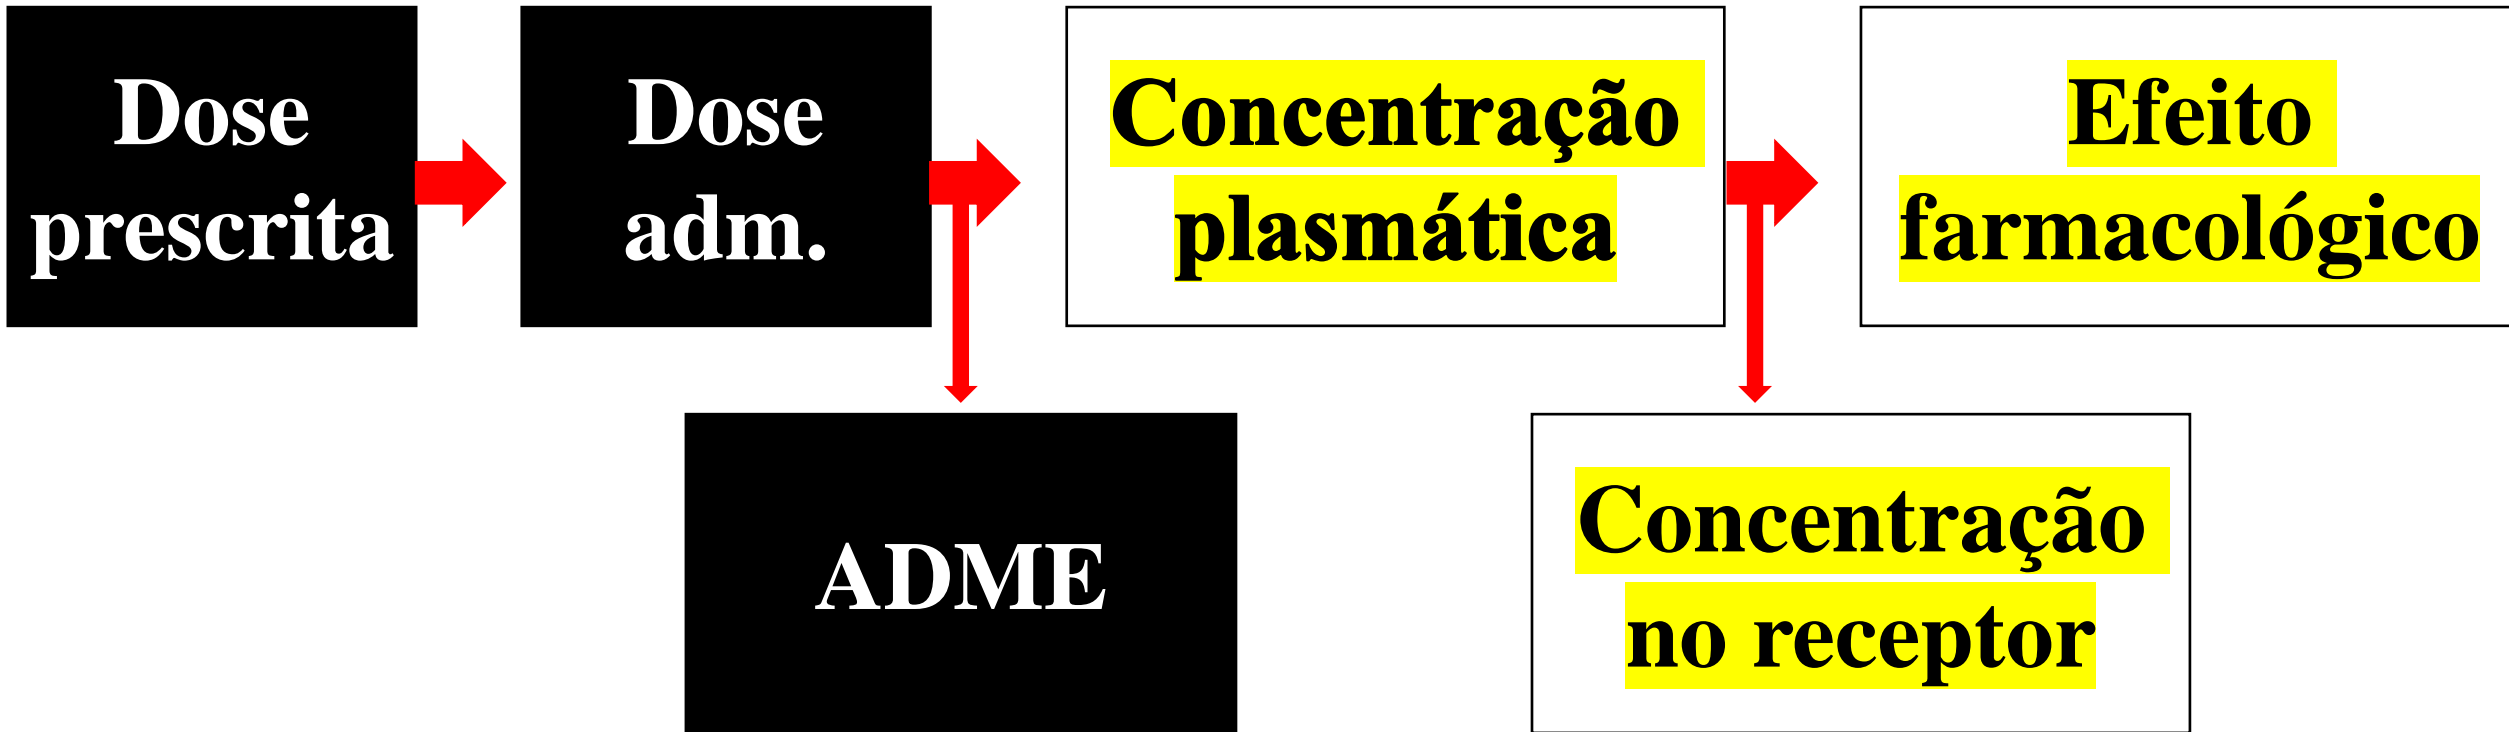 Dose
prescrita
Dose
adm.
Concentração
plasmática
Efeito
farmacológico
ADME
Concentração
no receptor